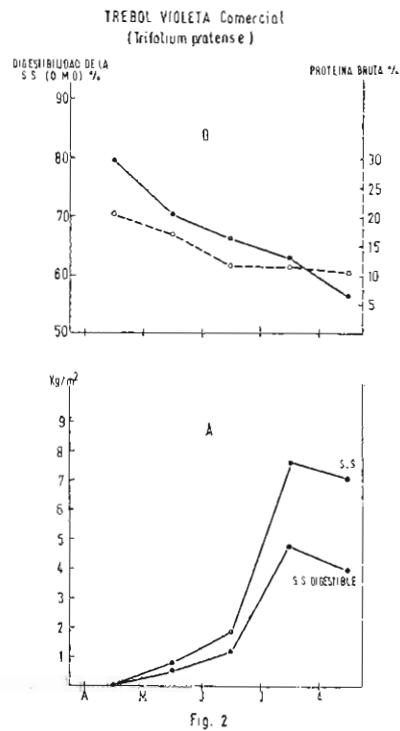 TREBOL VIOLETA Comercial
(Trifolium pratense)
DIGESTIBILIDAD DE LA
S S (D M O) %
PROTEINA BRUTA %
90
80
70
60
50
B
30
25
20
15
10
5
Kg/m²
A
9
8
7
6
5
4
3
2
1
S.S
S.S DIGESTIBLE
A M J J A
Fig. 2